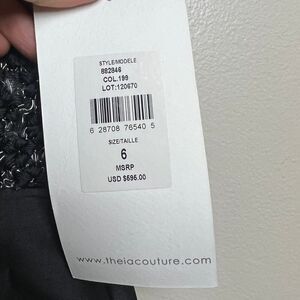 STYLE/MODELE
882846
COL.199
LOT:120670
6 28708 76540 5
SIZE/TAILLE
6
MSRP
USD $595.00
www.theiacouture.com